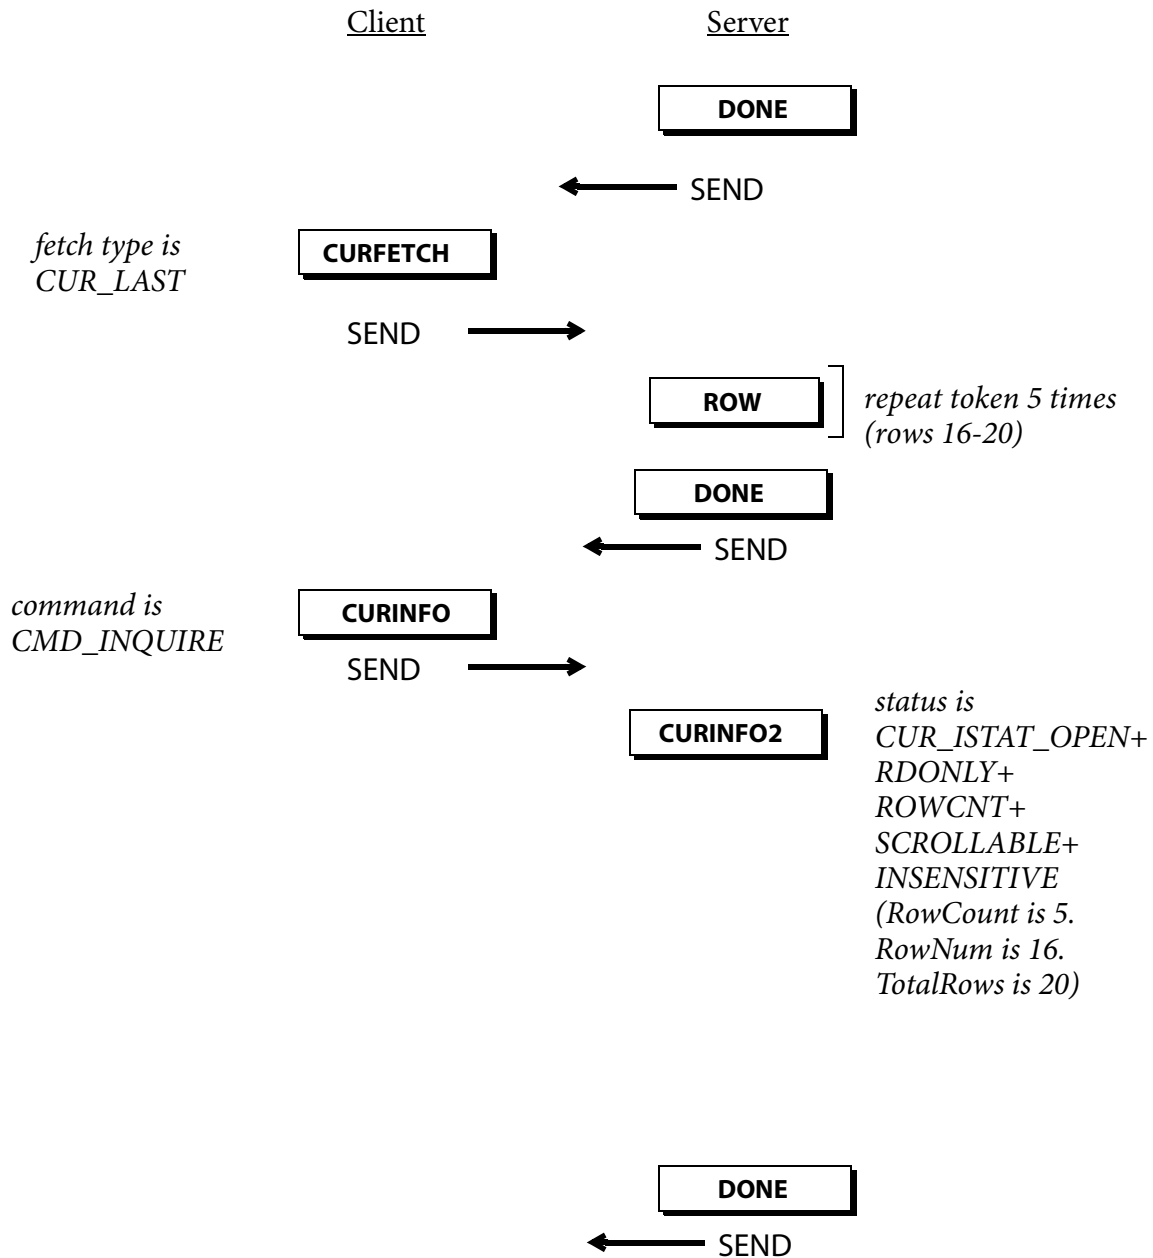 Client
Server
DONE
SEND
fetch type is
CUR_LAST
CURFETCH
SEND
ROW
repeat token 5 times
(rows 16-20)
DONE
SEND
command is
CMD_INQUIRE
CURINFO
SEND
CURINFO2
status is
CUR_ISTAT_OPEN+
RDONLY+
ROWCNT+
SCROLLABLE+
INSENSITIVE
(RowCount is 5.
RowNum is 16.
TotalRows is 20)
DONE
SEND